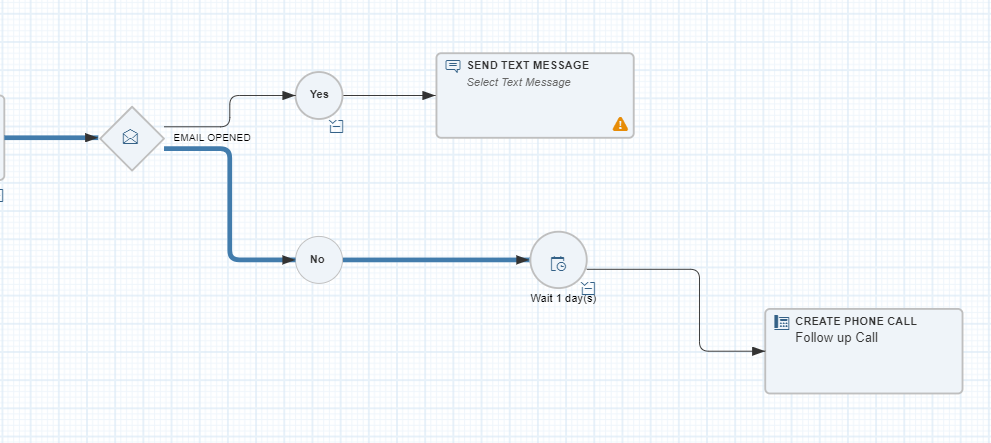 SEND TEXT MESSAGE
Select Text Message
Yes
EMAIL OPENED
No
Wait 1 day(s)
CREATE PHONE CALL
Follow up Call